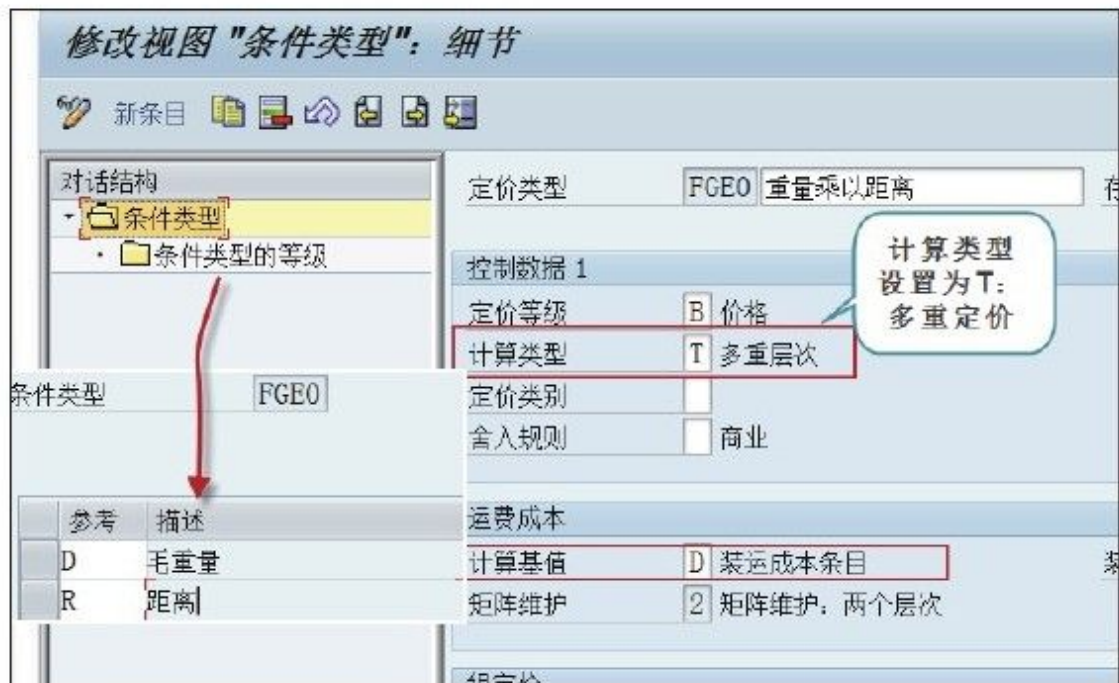 修改视图 "条件类型": 细节
新条目
对话结构
条件类型
条件类型的等级
定价类型 FGE0 重量乘以距离
控制数据 1
定价等级 B 价格
计算类型 T 多重层次
定价类别
舍入规则 商业
计算类型
设置为T:
多重定价
条件类型 FGE0
参考 描述
D 毛重量
R 距离
运费成本
计算基值 D 装运成本条目
矩阵维护 2 矩阵维护: 两个层次